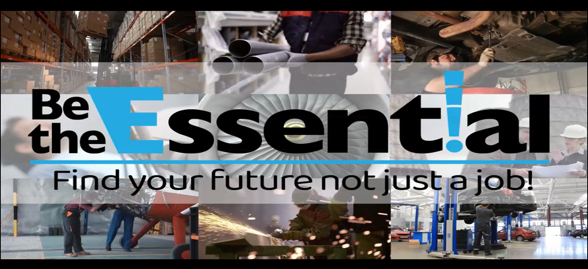 Be
the Essent!al
Find your future not just a job!